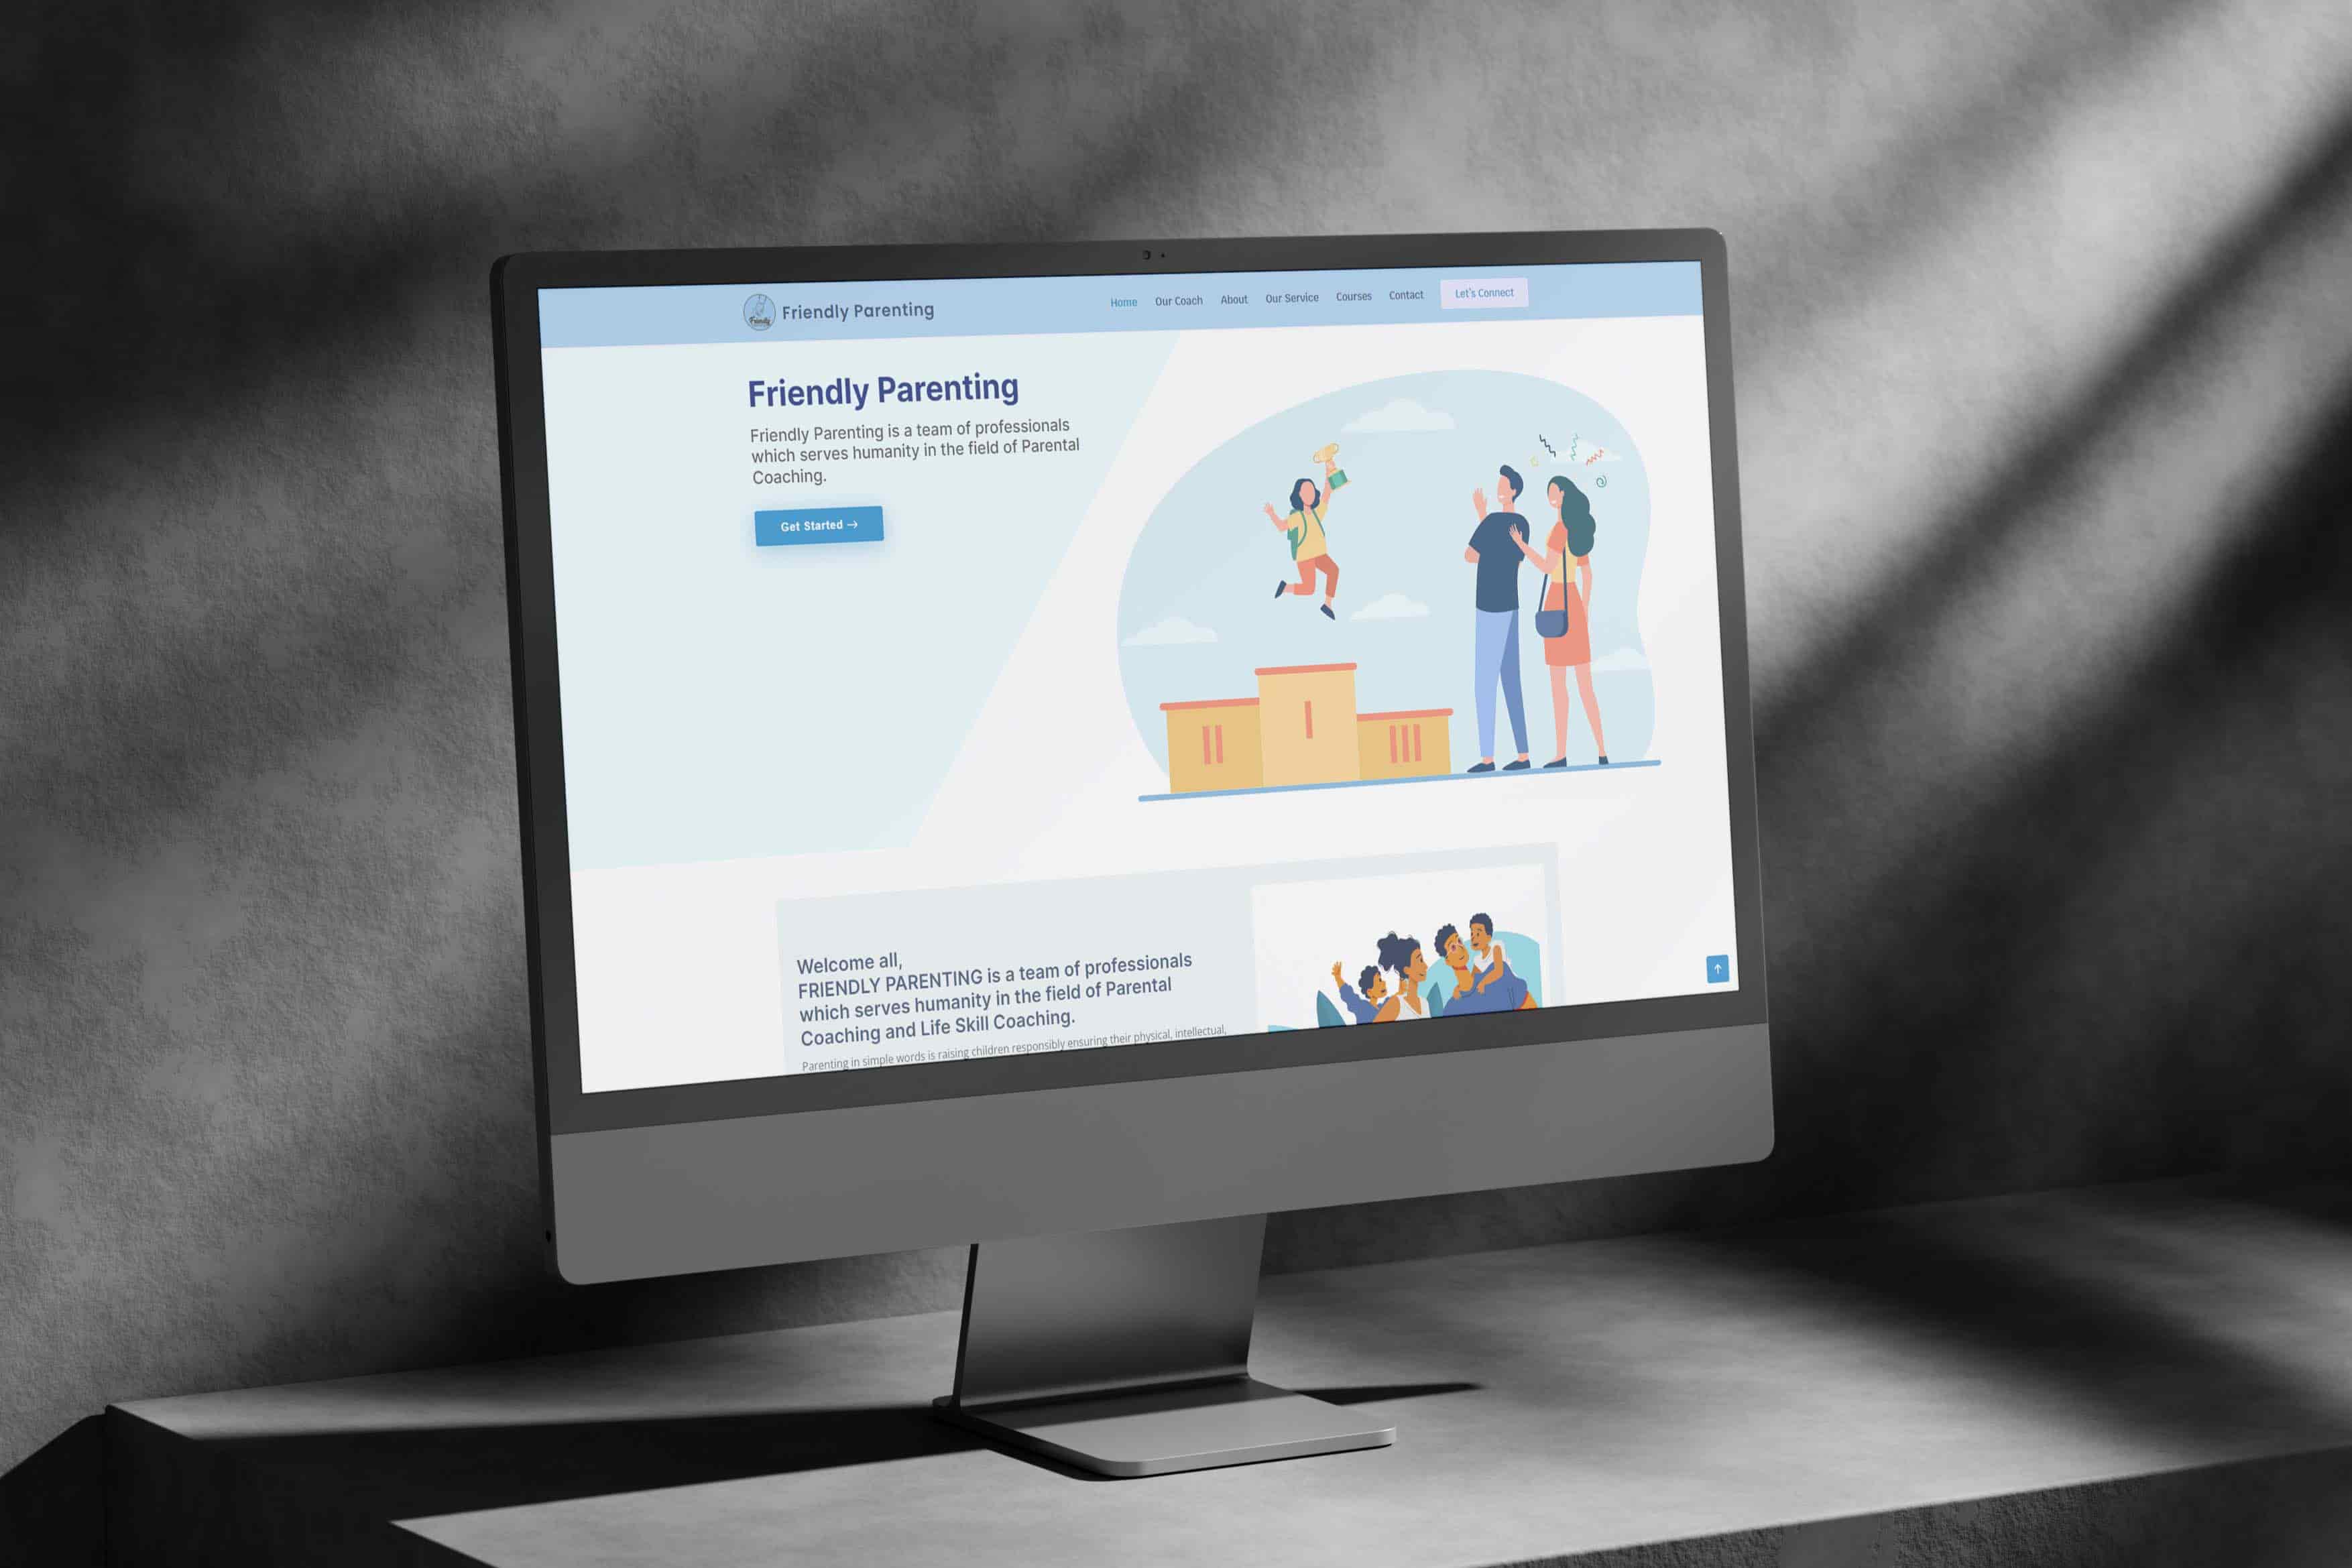 Friendly
Friendly Parenting
Home Our Coach About Our Service Courses Contact Let's Connect
Friendly Parenting
Friendly Parenting is a team of professionals
which serves humanity in the field of Parental
Coaching.
Get Started →
II I III
Welcome all,
FRIENDLY PARENTING is a team of professionals
which serves humanity in the field of Parental
Coaching and Life Skill Coaching.
Parenting in simple words is raising children responsibly ensuring their physical, intellectual,